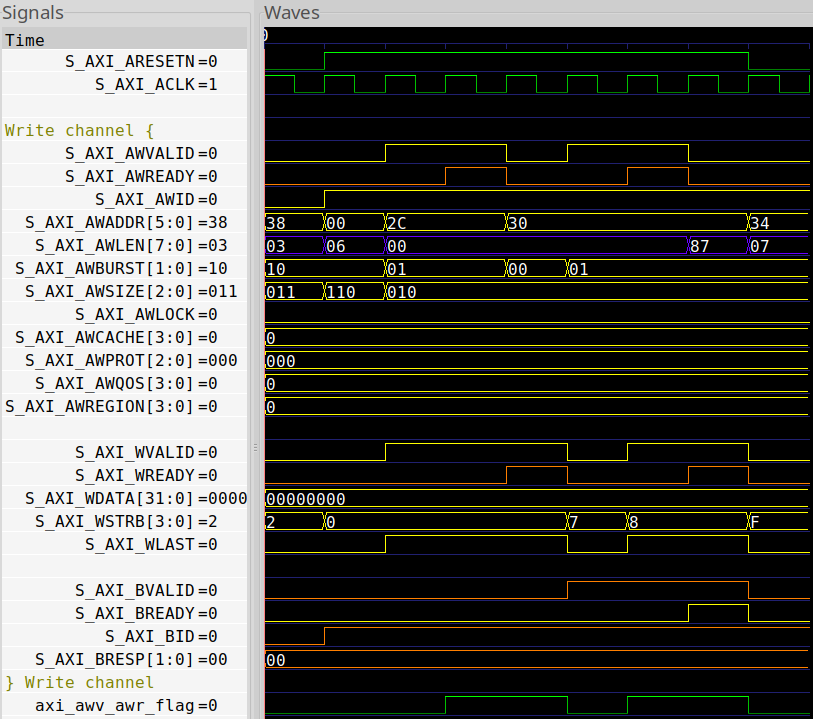 Signals Waves
Time 0
S_AXI_ARESETN=0
S_AXI_ACLK=1
Write channel {
S_AXI_AWVALID=0
S_AXI_AWREADY=0
S_AXI_AWID=0
S_AXI_AWADDR[5:0]=38 38 00 2C 30 34
S_AXI_AWLEN[7:0]=03 03 06 00 87 07
S_AXI_AWBURST[1:0]=10 10 01 00 01
S_AXI_AWSIZE[2:0]=011 011 110 010
S_AXI_AWLOCK=0
S_AXI_AWCACHE[3:0]=0 0
S_AXI_AWPROT[2:0]=000 000
S_AXI_AWQOS[3:0]=0 0
S_AXI_AWREGION[3:0]=0 0
S_AXI_WVALID=0
S_AXI_WREADY=0
S_AXI_WDATA[31:0]=0000 00000000
S_AXI_WSTRB[3:0]=2 2 0 7 8 F
S_AXI_WLAST=0
S_AXI_BVALID=0
S_AXI_BREADY=0
S_AXI_BID=0
S_AXI_BRESP[1:0]=00 00
} Write channel
axi_awv_awr_flag=0